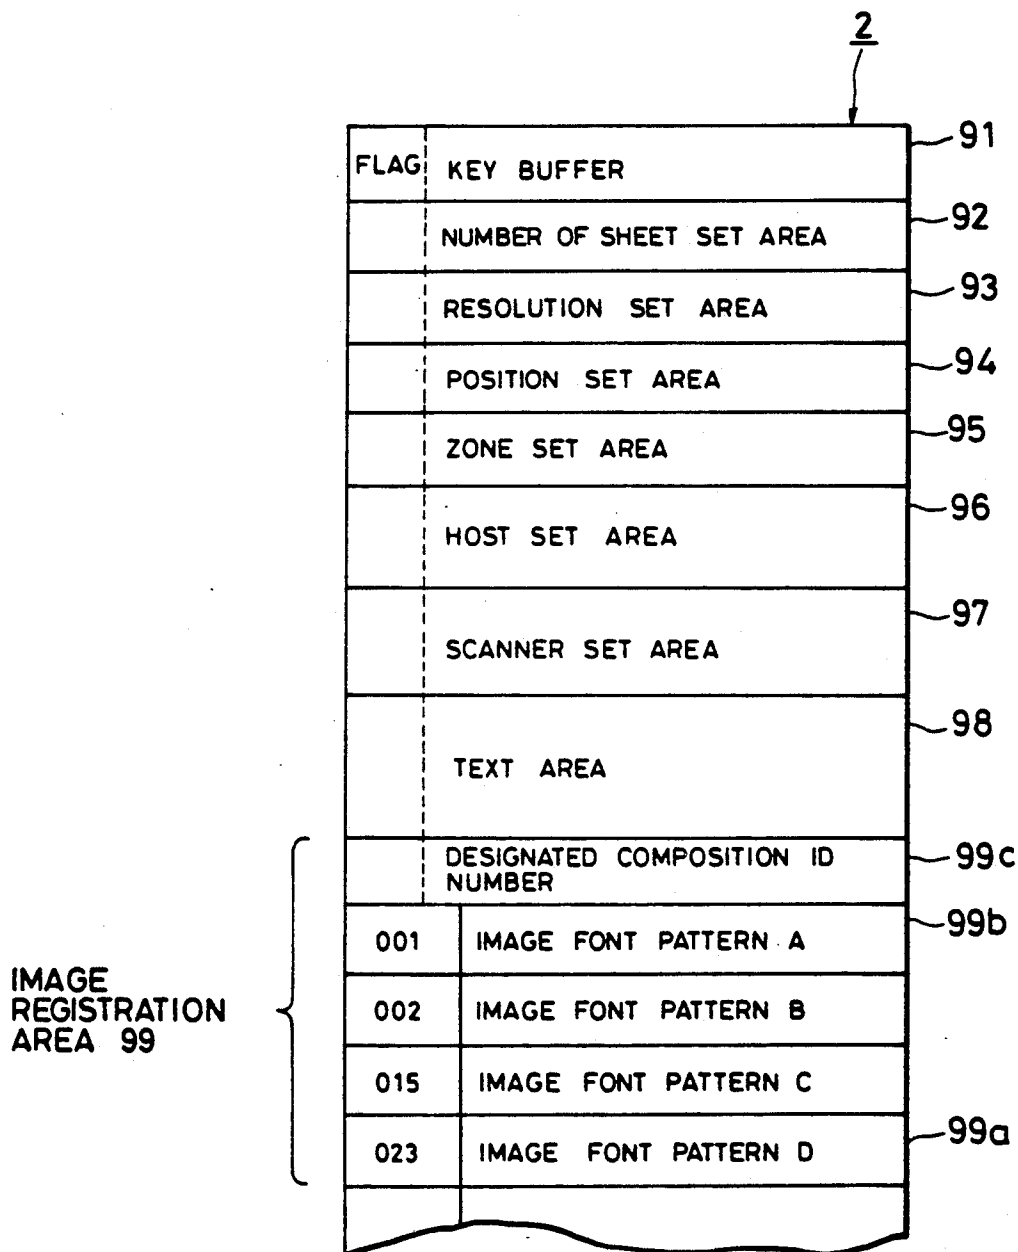 2
FLAG KEY BUFFER 91
NUMBER OF SHEET SET AREA 92
RESOLUTION SET AREA 93
POSITION SET AREA 94
ZONE SET AREA 95
HOST SET AREA 96
SCANNER SET AREA 97
TEXT AREA 98
DESIGNATED COMPOSITION ID 99c
NUMBER
001 IMAGE FONT PATTERN A 99b
002 IMAGE FONT PATTERN B
015 IMAGE FONT PATTERN C
023 IMAGE FONT PATTERN D 99a
IMAGE
REGISTRATION
AREA 99